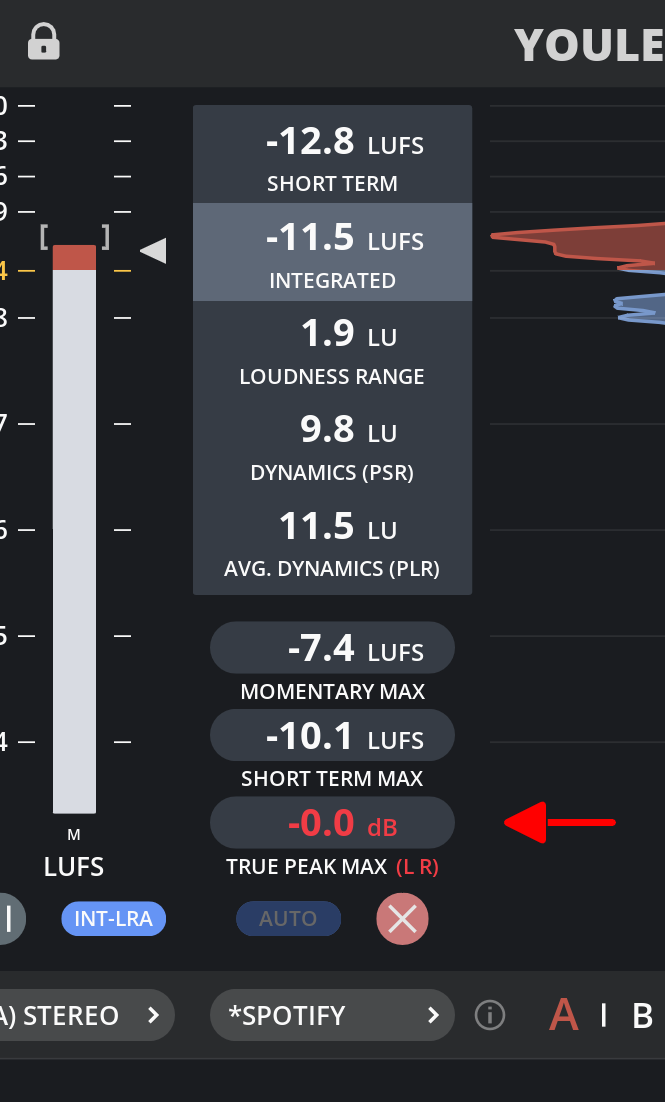 YOULE
0
-12.8 LUFS
SHORT TERM
3
6
9
-11.5 LUFS
INTEGRATED
4
8
1.9 LU
LOUDNESS RANGE
7
9.8 LU
DYNAMICS (PSR)
6
11.5 LU
AVG. DYNAMICS (PLR)
5
-7.4 LUFS
MOMENTARY MAX
4
-10.1 LUFS
SHORT TERM MAX
-0.0 dB
TRUE PEAK MAX (L R)
M
LUFS
INT-LRA
AUTO
A) STEREO
*SPOTIFY
A I B